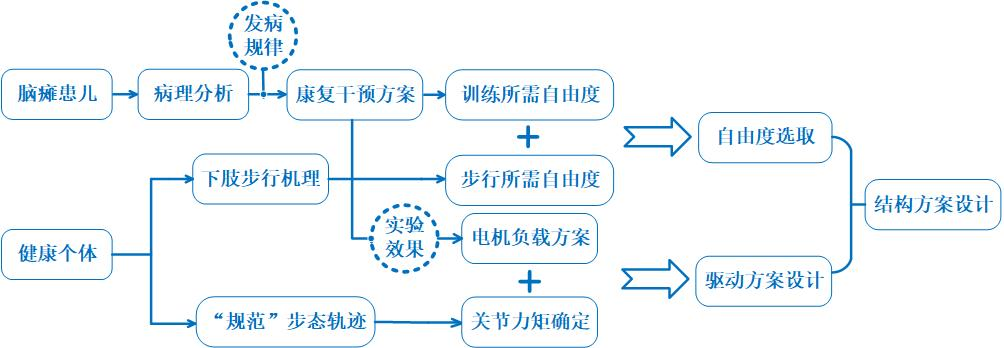 发病
规律
脑瘫患儿
病理分析
康复干预方案
训练所需自由度
+
自由度选取
下肢步行机理
步行所需自由度
结构方案设计
健康个体
实验
效果
电机负载方案
+
驱动方案设计
“规范”步态轨迹
关节力矩确定